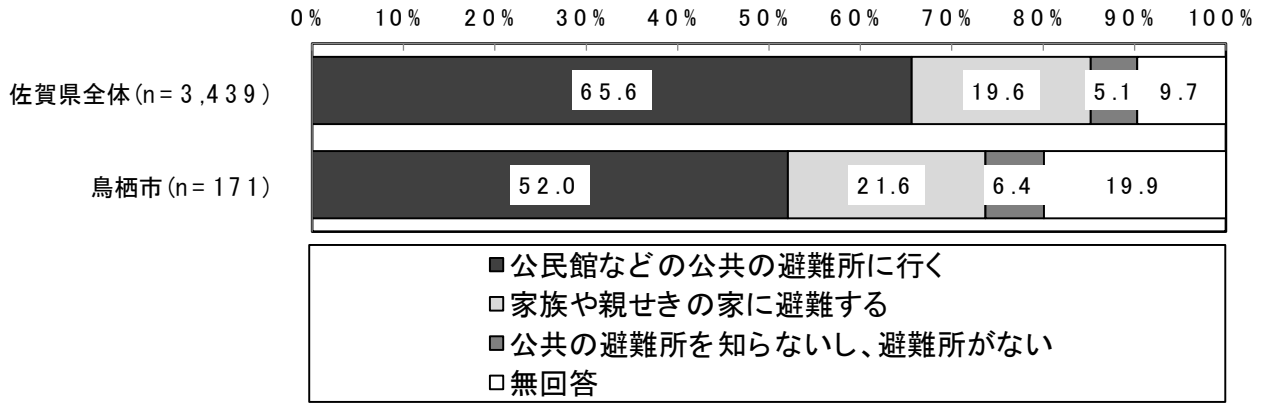 0% 10% 20% 30% 40% 50% 60% 70% 80% 90% 100%
佐賀県全体(n=3,439) 65.6 19.6 5.1 9.7
鳥栖市(n=171) 52.0 21.6 6.4 19.9
公民館などの公共の避難所に行く
家族や親せきの家に避難する
公共の避難所を知らないし、避難所がない
無回答